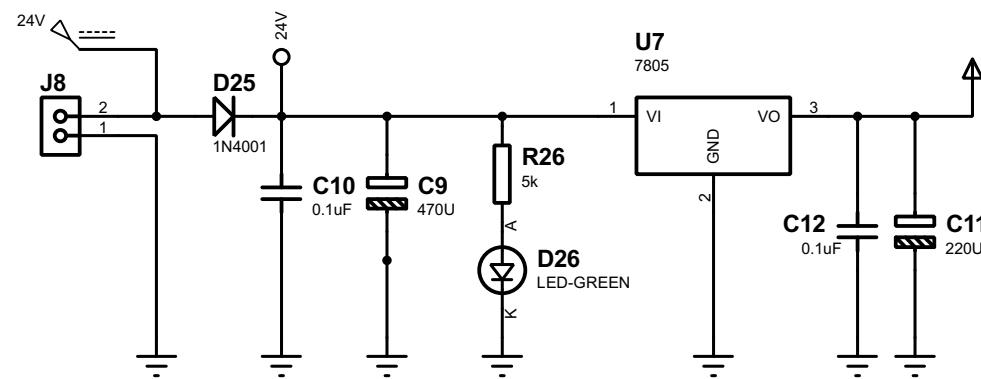 24V
24V
J8
2
1
D25
1N4001
C10
0.1uF
C9
470U
R26
5k
A
D26
LED-GREEN
K
U7
7805
1
VI
VO
3
GND
2
C12
0.1uF
C11
220U